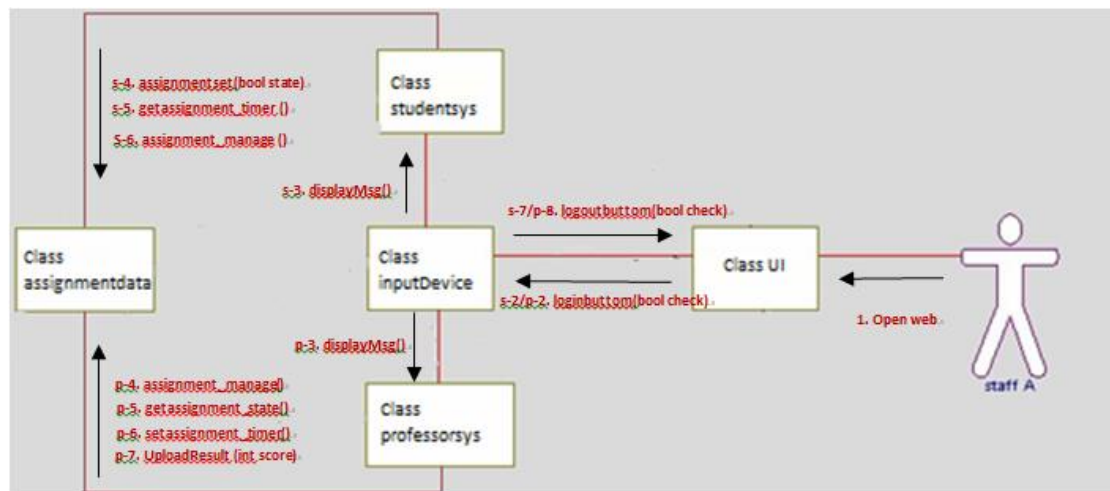 s-4. assignmentset(bool state)
s-5. getassignment_timer ()
S-6. assignment_manage ()
Class
studentsys
s-3. displayMsg()
s-7/p-8. logoutbuttom(bool check)
Class
assignmentdata
Class
inputDevice
Class UI
s-2/p-2. loginbuttom(bool check)
1. Open web
staff A
p-3. displayMsg()
p-4. assignment_manage()
p-5. getassignment_state()
p-6. setassignment_timer()
p-7. UploadResult (int score)
Class
professorsys